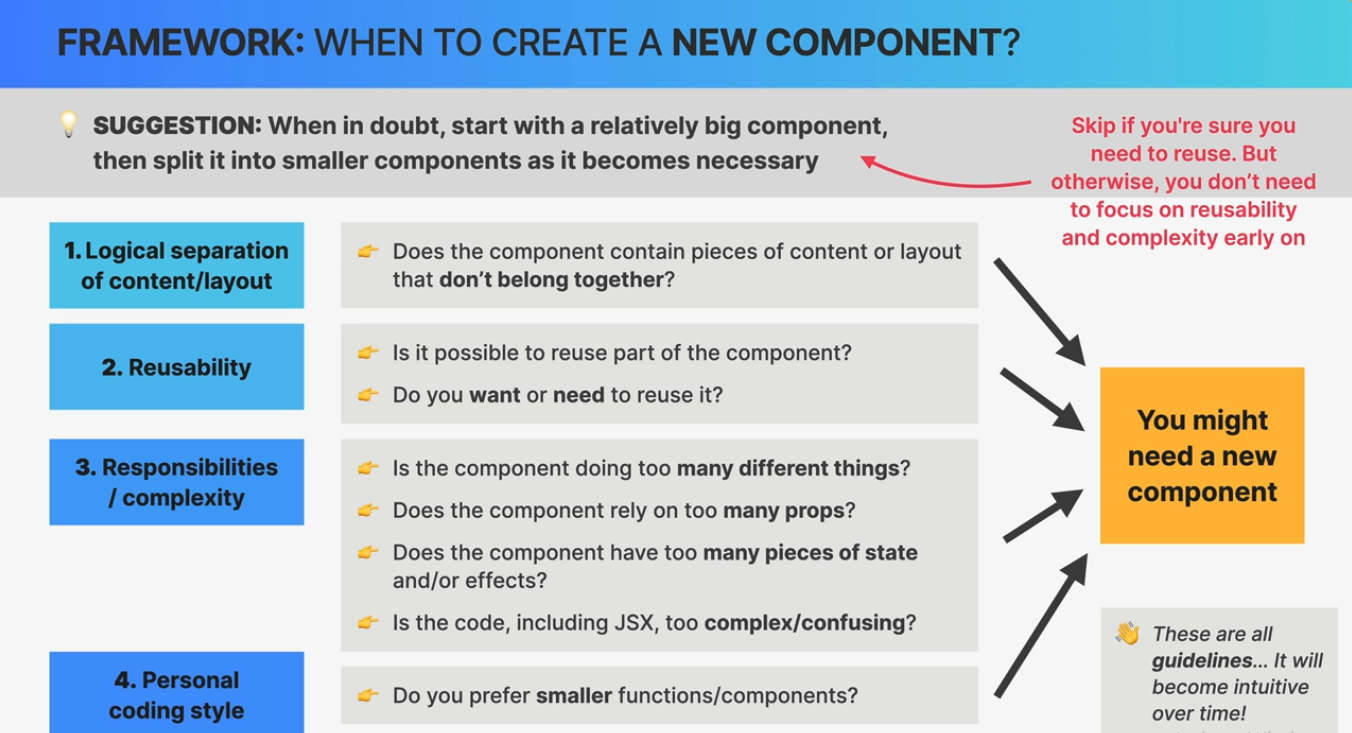 FRAMEWORK: WHEN TO CREATE A NEW COMPONENT?
SUGGESTION: When in doubt, start with a relatively big component,
then split it into smaller components as it becomes necessary
Skip if you're sure you
need to reuse. But
otherwise, you don’t need
to focus on reusability
and complexity early on
1. Logical separation
of content/layout
Does the component contain pieces of content or layout
that don’t belong together?
2. Reusability
Is it possible to reuse part of the component?
Do you want or need to reuse it?
3. Responsibilities
/ complexity
Is the component doing too many different things?
Does the component rely on too many props?
Does the component have too many pieces of state
and/or effects?
Is the code, including JSX, too complex/confusing?
4. Personal
coding style
Do you prefer smaller functions/components?
You might
need a new
component
These are all
guidelines... It will
become intuitive
over time!